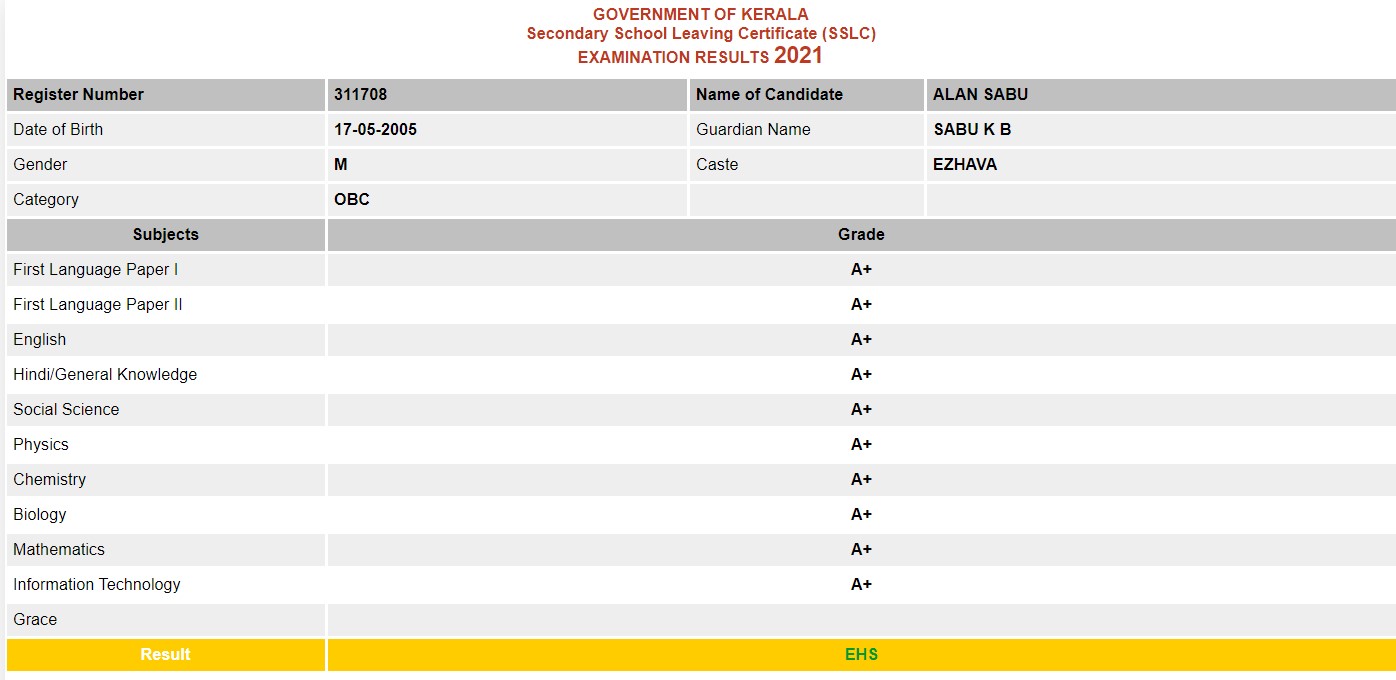 GOVERNMENT OF KERALA
Secondary School Leaving Certificate (SSLC)
EXAMINATION RESULTS 2021
Register Number 311708 Name of Candidate ALAN SABU
Date of Birth 17-05-2005 Guardian Name SABU K B
Gender M Caste EZHAVA
Category OBC
Subjects Grade
First Language Paper I A+
First Language Paper II A+
English A+
Hindi/General Knowledge A+
Social Science A+
Physics A+
Chemistry A+
Biology A+
Mathematics A+
Information Technology A+
Grace
Result EHS